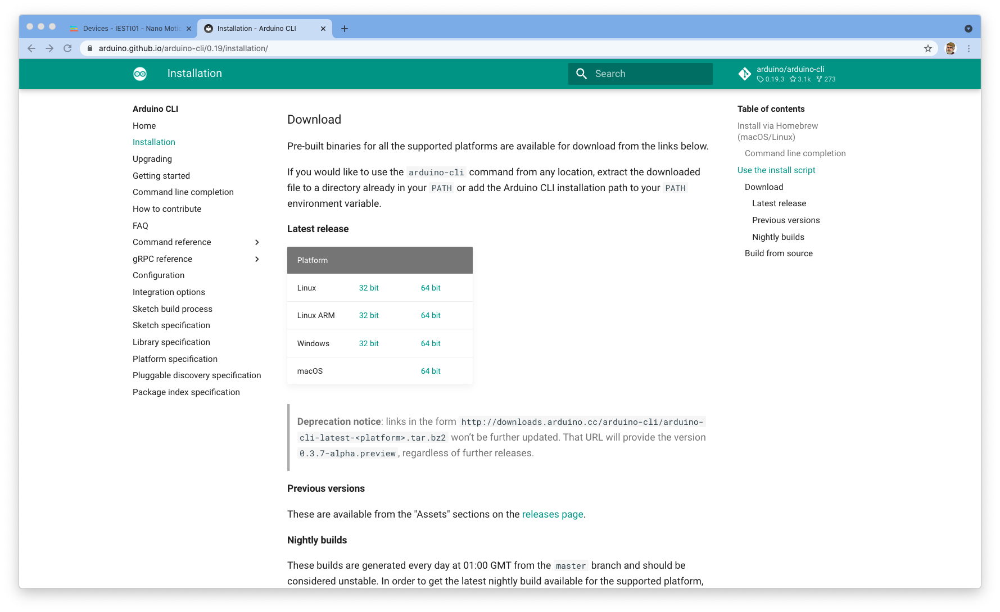 Devices - IESTI01 - Nano Motic
Installation - Arduino CLI
arduino.github.io/arduino-cli/0.19/installation/
Installation
Search
arduino/arduino-cli
0.19.3 3.1k 273
Arduino CLI
Home
Installation
Upgrading
Getting started
Command line completion
How to contribute
FAQ
Command reference
gRPC reference
Configuration
Integration options
Sketch build process
Sketch specification
Library specification
Platform specification
Pluggable discovery specification
Package index specification
Download
Pre-built binaries for all the supported platforms are available for download from the links below.
If you would like to use the arduino-cli command from any location, extract the downloaded
file to a directory already in your PATH or add the Arduino CLI installation path to your PATH
environment variable.
Latest release
Platform
Linux 32 bit 64 bit
Linux ARM 32 bit 64 bit
Windows 32 bit 64 bit
macOS 64 bit
Deprecation notice: links in the form http://downloads.arduino.cc/arduino-cli/arduino-
cli-latest-<platform>.tar.bz2 won’t be further updated. That URL will provide the version
0.3.7-alpha.preview, regardless of further releases.
Previous versions
These are available from the "Assets" sections on the releases page.
Nightly builds
These builds are generated every day at 01:00 GMT from the master branch and should be
considered unstable. In order to get the latest nightly build available for the supported platform,
Table of contents
Install via Homebrew
(macOS/Linux)
Command line completion
Use the install script
Download
Latest release
Previous versions
Nightly builds
Build from source